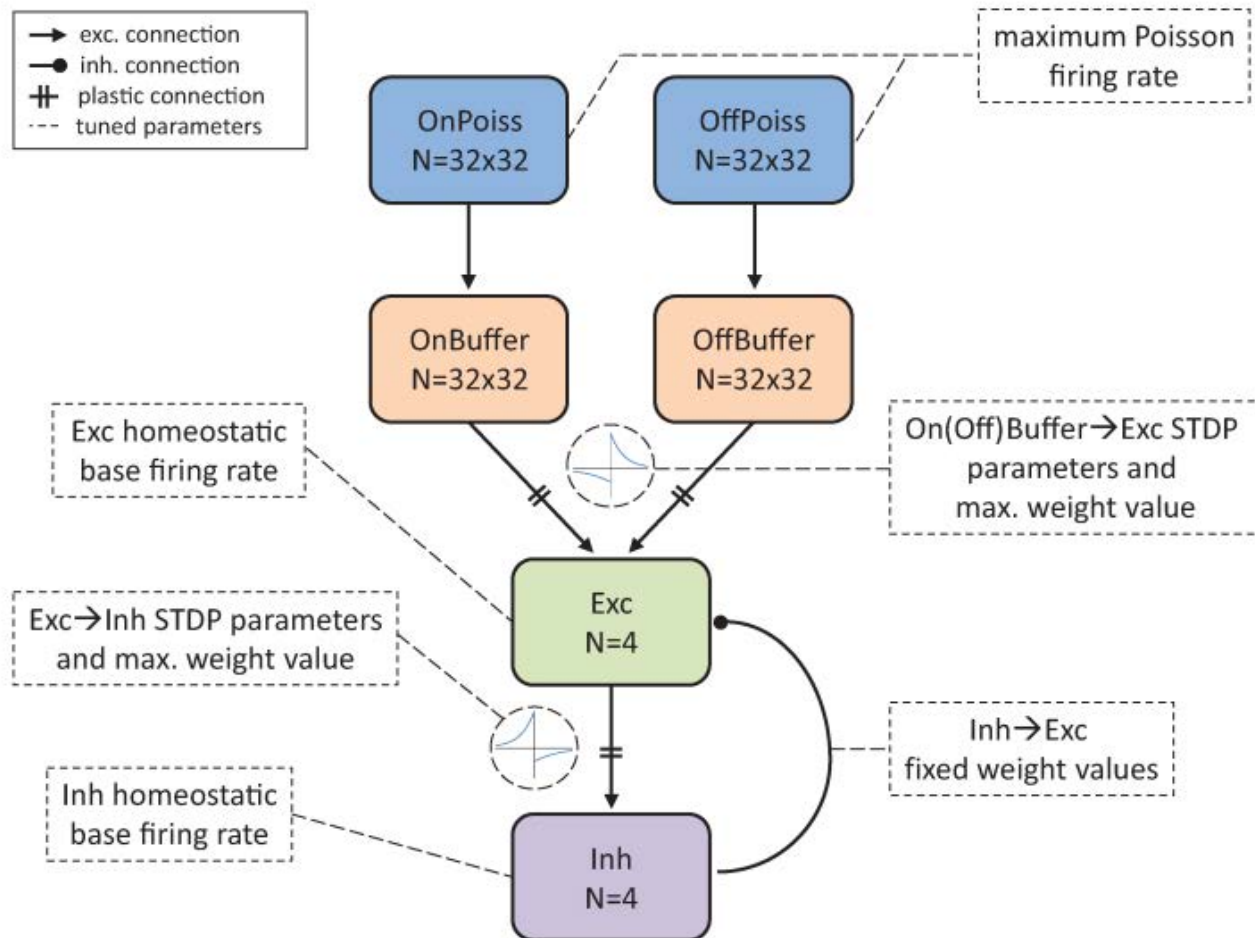 exc. connection
inh. connection
plastic connection
tuned parameters
maximum Poisson
firing rate
OnPoiss
N=32x32
OffPoiss
N=32x32
OnBuffer
N=32x32
OffBuffer
N=32x32
Exc homeostatic
base firing rate
On(Off)Buffer→Exc STDP
parameters and
max. weight value
Exc
N=4
Exc→Inh STDP parameters
and max. weight value
Inh→Exc
fixed weight values
Inh homeostatic
base firing rate
Inh
N=4